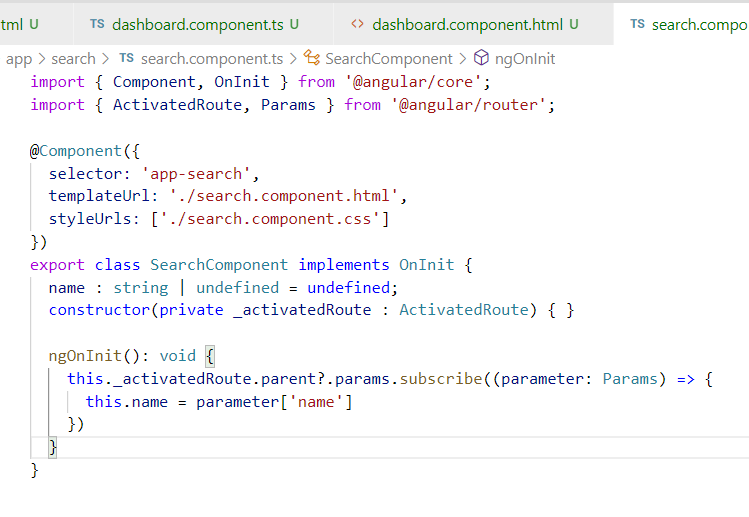 tml U TS dashboard.component.ts U <> dashboard.component.html U TS search.compo
app > search > TS search.component.ts > SearchComponent > ngOnInit
import { Component, OnInit } from '@angular/core';
import { ActivatedRoute, Params } from '@angular/router';
@Component({
selector: 'app-search',
templateUrl: './search.component.html',
styleUrls: ['./search.component.css']
})
export class SearchComponent implements OnInit {
name : string | undefined = undefined;
constructor(private _activatedRoute : ActivatedRoute) { }
ngOnInit(): void {
this._activatedRoute.parent?.params.subscribe((parameter: Params) => {
this.name = parameter['name']
})
}
}